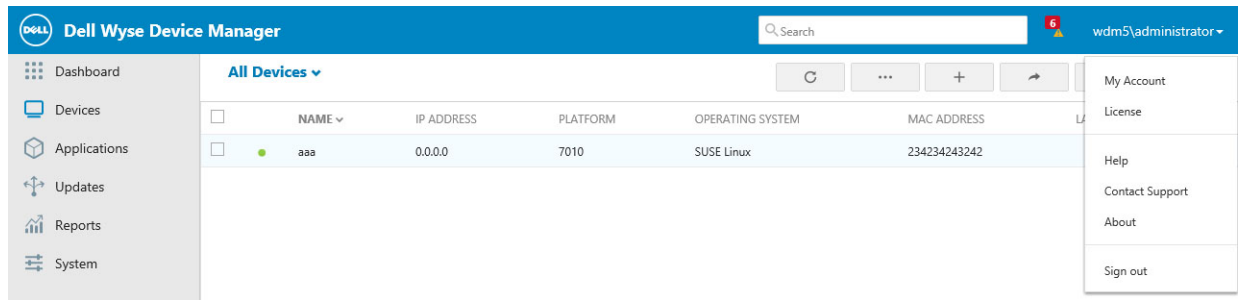 DELL Dell Wyse Device Manager Search 6 wdm5\administrator
Dashboard All Devices ... My Account
Devices NAME IP ADDRESS PLATFORM OPERATING SYSTEM MAC ADDRESS License
Applications aaa 0.0.0.0 7010 SUSE Linux 234234243242 Help
Updates Contact Support
Reports About
System Sign out